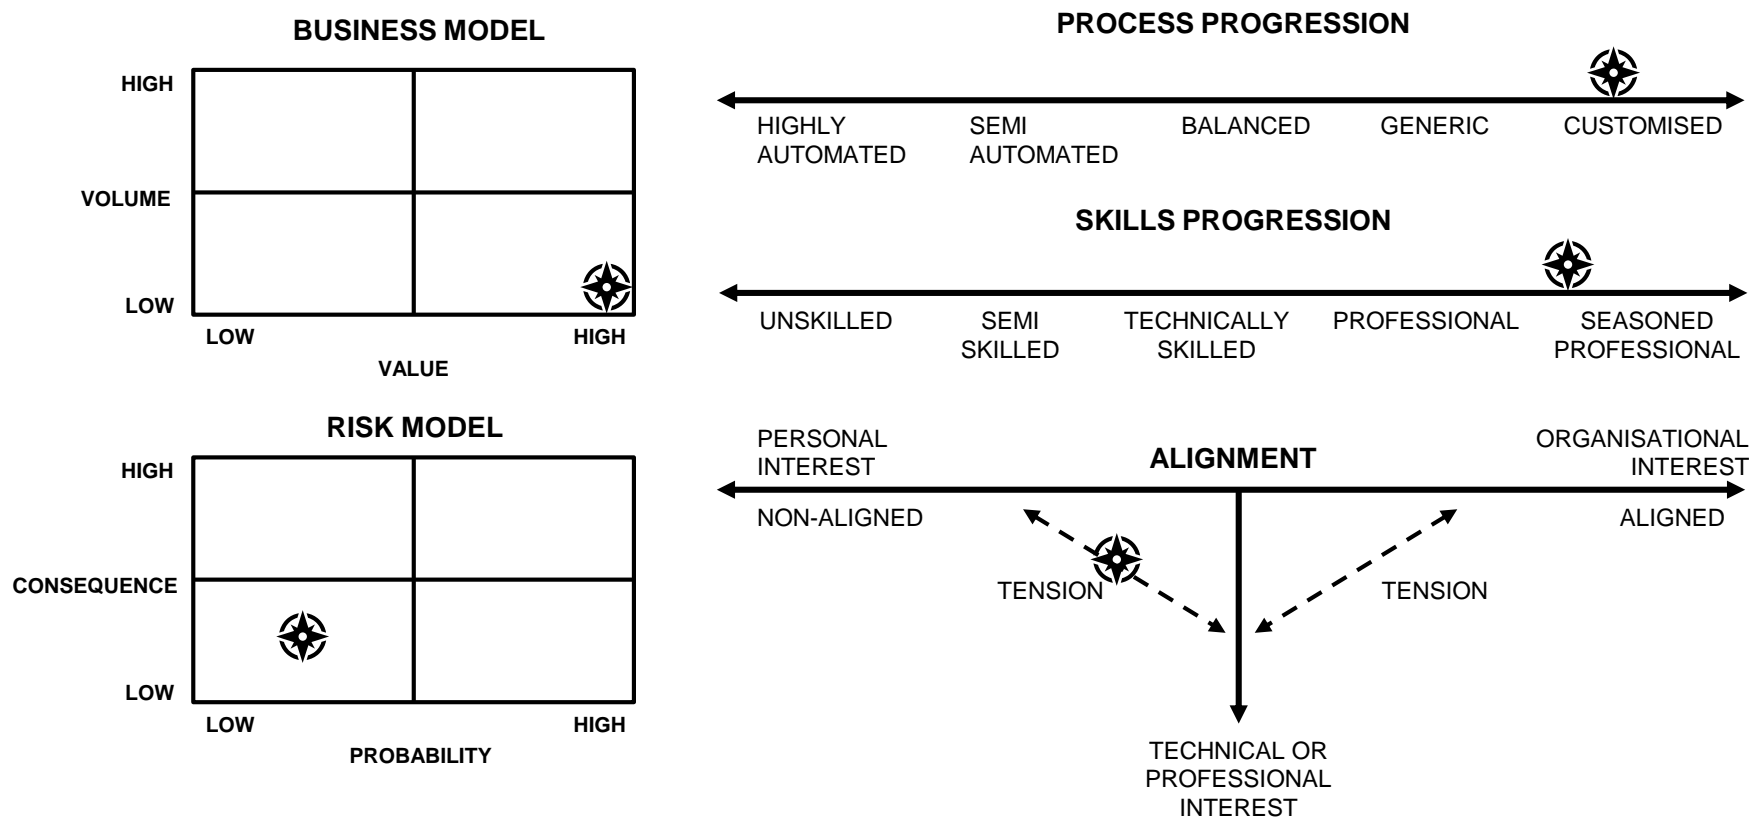 BUSINESS MODEL
HIGH
VOLUME
LOW
LOW
HIGH
VALUE
PROCESS PROGRESSION
HIGHLY
AUTOMATED
SEMI
AUTOMATED
BALANCED
GENERIC
CUSTOMISED
SKILLS PROGRESSION
UNSKILLED
SEMI
SKILLED
TECHNICALLY
SKILLED
PROFESSIONAL
SEASONED
PROFESSIONAL
RISK MODEL
HIGH
CONSEQUENCE
LOW
LOW
HIGH
PROBABILITY
PERSONAL
INTEREST
ALIGNMENT
ORGANISATIONAL
INTEREST
NON-ALIGNED
ALIGNED
TENSION
TENSION
TECHNICAL OR
PROFESSIONAL
INTEREST